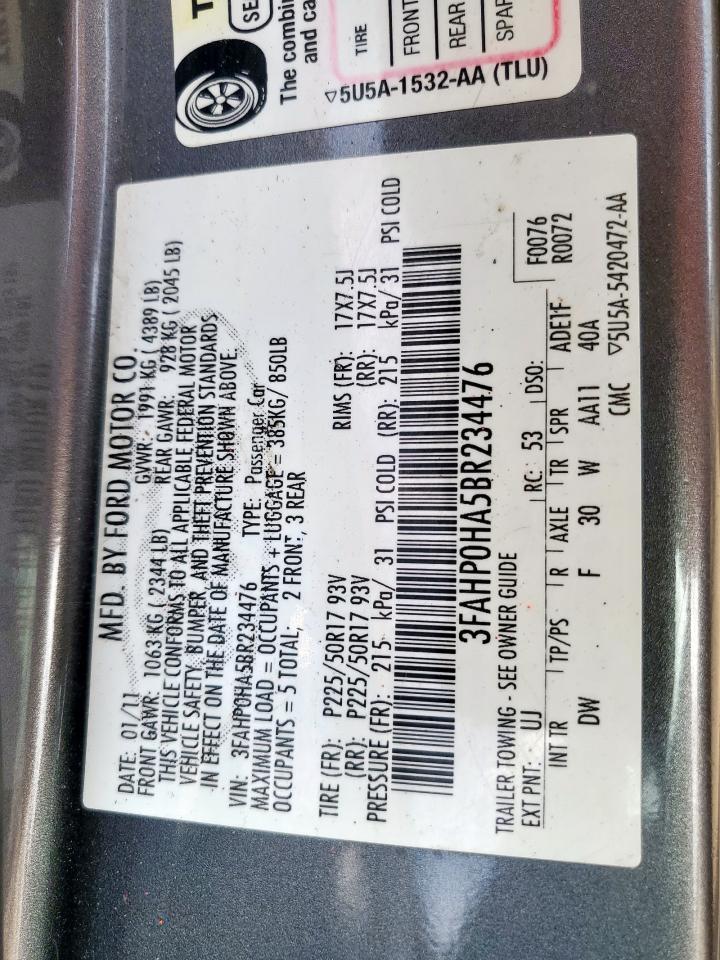 T
SE
The combin
and ca
TIRE
FRONT
REAR
SPAR
▽5U5A-1532-AA (TLU)
MFD. BY FORD MOTOR CO.
DATE: 01/11 GVWR: 1991 KG ( 4389 LB)
FRONT GAWR: 1063 KG ( 2344 LB) REAR GAWR: 928 KG ( 2045 LB)
THIS VEHICLE CONFORMS TO ALL APPLICABLE FEDERAL MOTOR
VEHICLE SAFETY, BUMPER, AND THEFT PREVENTION STANDARDS
IN EFFECT ON THE DATE OF MANUFACTURE SHOWN ABOVE.
VIN: 3FAHP0HA5BR234476 TYPE: Passenger Car
MAXIMUM LOAD = OCCUPANTS + LUGGAGE = 385KG/ 850LB
OCCUPANTS = 5 TOTAL, 2 FRONT, 3 REAR
TIRE (FR): P225/50R17 93V RIMS (FR): 17X7.5J
(RR): P225/50R17 93V (RR): 17X7.5J
PRESSURE (FR): 215 kPa/ 31 PSI COLD (RR): 215 kPa/ 31 PSI COLD
3FAHP0HA5BR234476
TRAILER TOWING - SEE OWNER GUIDE
EXT PNT: UJ RC: 53 DSO: F0076
R0072
INT TR TP/PS R AXLE TR SPR ADE1F
DW F 30 W AA11 40A
CMC ▽5U5A-5420472-AA